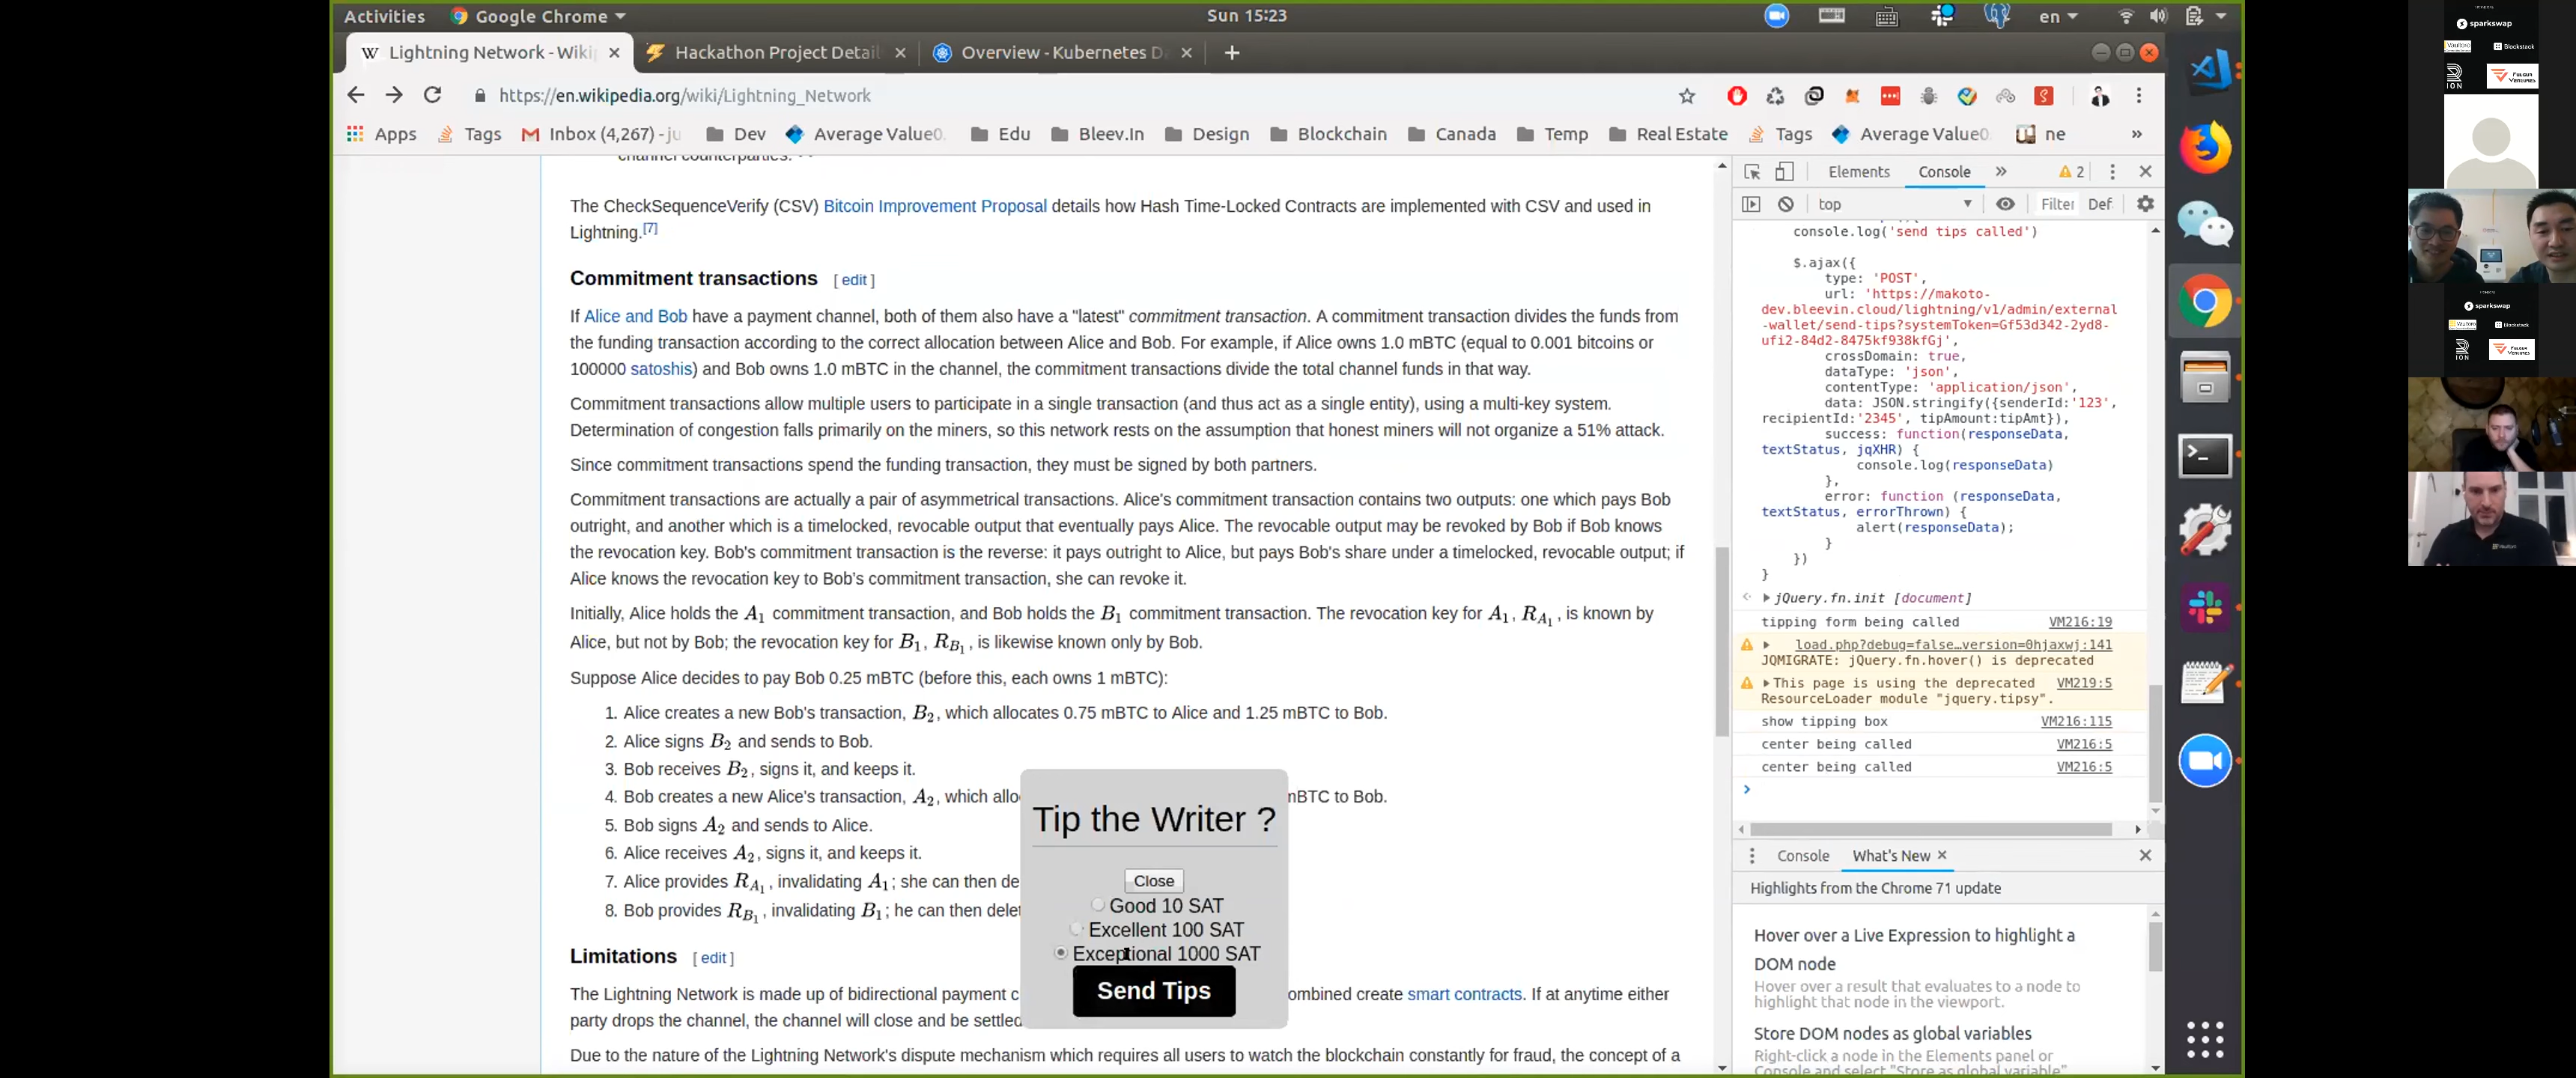 Activities
Google Chrome
Sun 15:23
en
Lightning Network - Wiki
Hackathon Project Detail
Overview - Kubernetes D
https://en.wikipedia.org/wiki/Lightning_Network
Apps
Tags
Inbox (4,267) - ju
Dev
Average Value0.
Edu
Bleev.In
Design
Blockchain
Canada
Temp
Real Estate
Tags
Average Value0
ne
channel counterparties.
The CheckSequenceVerify (CSV) Bitcoin Improvement Proposal details how Hash Time-Locked Contracts are implemented with CSV and used in
Lightning.[7]
Commitment transactions [ edit ]
If Alice and Bob have a payment channel, both of them also have a "latest" commitment transaction. A commitment transaction divides the funds from
the funding transaction according to the correct allocation between Alice and Bob. For example, if Alice owns 1.0 mBTC (equal to 0.001 bitcoins or
100000 satoshis) and Bob owns 1.0 mBTC in the channel, the commitment transactions divide the total channel funds in that way.
Commitment transactions allow multiple users to participate in a single transaction (and thus act as a single entity), using a multi-key system.
Determination of congestion falls primarily on the miners, so this network rests on the assumption that honest miners will not organize a 51% attack.
Since commitment transactions spend the funding transaction, they must be signed by both partners.
Commitment transactions are actually a pair of asymmetrical transactions. Alice's commitment transaction contains two outputs: one which pays Bob
outright, and another which is a timelocked, revocable output that eventually pays Alice. The revocable output may be revoked by Bob if Bob knows
the revocation key. Bob's commitment transaction is the reverse: it pays outright to Alice, but pays Bob's share under a timelocked, revocable output; if
Alice knows the revocation key to Bob's commitment transaction, she can revoke it.
Initially, Alice holds the A1 commitment transaction, and Bob holds the B1 commitment transaction. The revocation key for A1, RA1, is known by
Alice, but not by Bob; the revocation key for B1, RB1, is likewise known only by Bob.
Suppose Alice decides to pay Bob 0.25 mBTC (before this, each owns 1 mBTC):
1. Alice creates a new Bob's transaction, B2, which allocates 0.75 mBTC to Alice and 1.25 mBTC to Bob.
2. Alice signs B2 and sends to Bob.
3. Bob receives B2, signs it, and keeps it.
4. Bob creates a new Alice's transaction, A2, which allo nBTC to Bob.
5. Bob signs A2 and sends to Alice.
6. Alice receives A2, signs it, and keeps it.
7. Alice provides RA1, invalidating A1; she can then de
8. Bob provides RB1, invalidating B1; he can then delet
Limitations [ edit ]
The Lightning Network is made up of bidirectional payment c ombined create smart contracts. If at anytime either
party drops the channel, the channel will close and be settled
Due to the nature of the Lightning Network's dispute mechanism which requires all users to watch the blockchain constantly for fraud, the concept of a
Tip the Writer ?
Close
Good 10 SAT
Excellent 100 SAT
Exceptional 1000 SAT
Send Tips
Elements
Console
2
top
Filter
Def
console.log('send tips called')
$.ajax({
type: 'POST',
url: 'https://makoto-
dev.bleevin.cloud/lightning/v1/admin/external
-wallet/send-tips?systemToken=Gf53d342-2yd8-
ufi2-84d2-8475kf938kfGj',
crossDomain: true,
dataType: 'json',
contentType: 'application/json',
data: JSON.stringify({senderId:'123',
recipientId:'2345', tipAmount:tipAmt}),
success: function(responseData,
textStatus, jqXHR) {
console.log(responseData)
},
error: function (responseData,
textStatus, errorThrown) {
alert(responseData);
}
})
}
jQuery.fn.init [document]
tipping form being called VM216:19
load.php?debug=false…version=0hjaxwj:141
JQMIGRATE: jQuery.fn.hover() is deprecated
This page is using the deprecated VM219:5
ResourceLoader module "jquery.tipsy".
show tipping box VM216:115
center being called VM216:5
center being called VM216:5
Console
What's New
Highlights from the Chrome 71 update
Hover over a Live Expression to highlight a
DOM node
Hover over a result that evaluates to a node to
highlight that node in the viewport.
Store DOM nodes as global variables
Right-click a node in the Elements panel or
Console and select "Store as global variable"
sparkswap
Vaultoro
Blockstack
ION
FULGUR
VENTURES
sparkswap
Vaultoro
Blockstack
ION
FULGUR
VENTURES